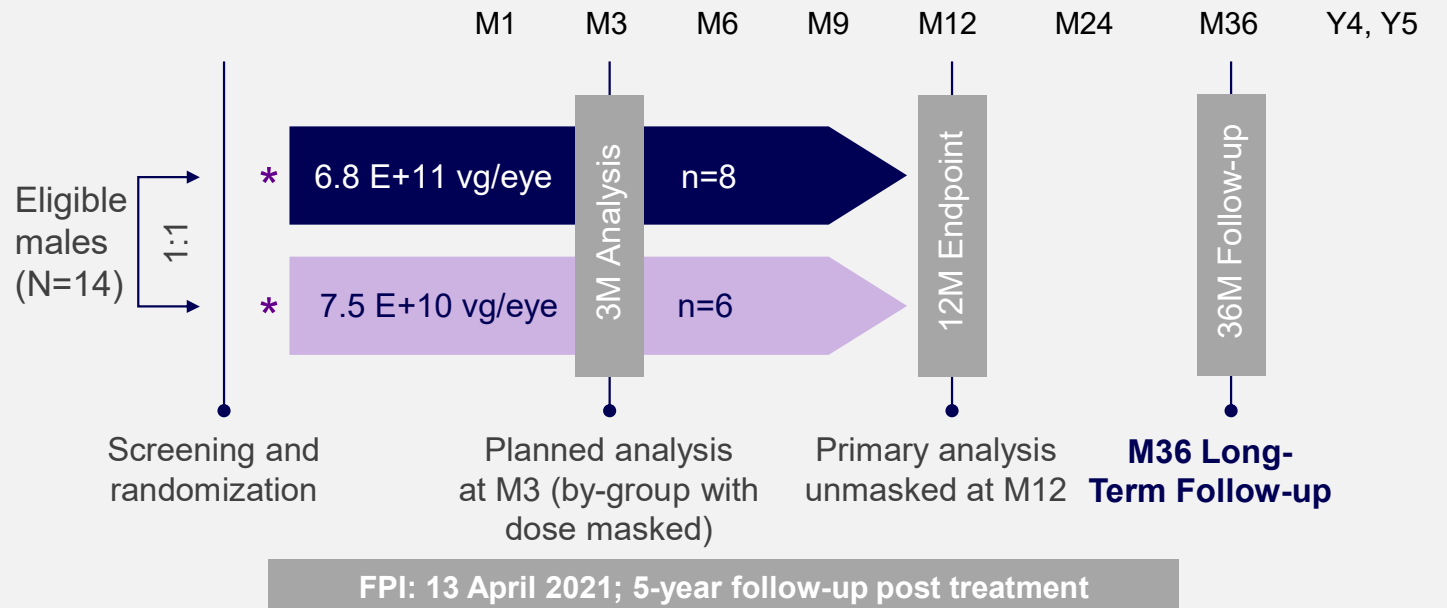 M1 M3 M6 M9 M12 M24 M36 Y4, Y5
Eligible
males
(N=14)
1:1
* 6.8 E+11 vg/eye n=8
* 7.5 E+10 vg/eye n=6
3M Analysis
12M Endpoint
36M Follow-up
Screening and
randomization
Planned analysis
at M3 (by-group with
dose masked)
Primary analysis
unmasked at M12
M36 Long-
Term Follow-up
FPI: 13 April 2021; 5-year follow-up post treatment